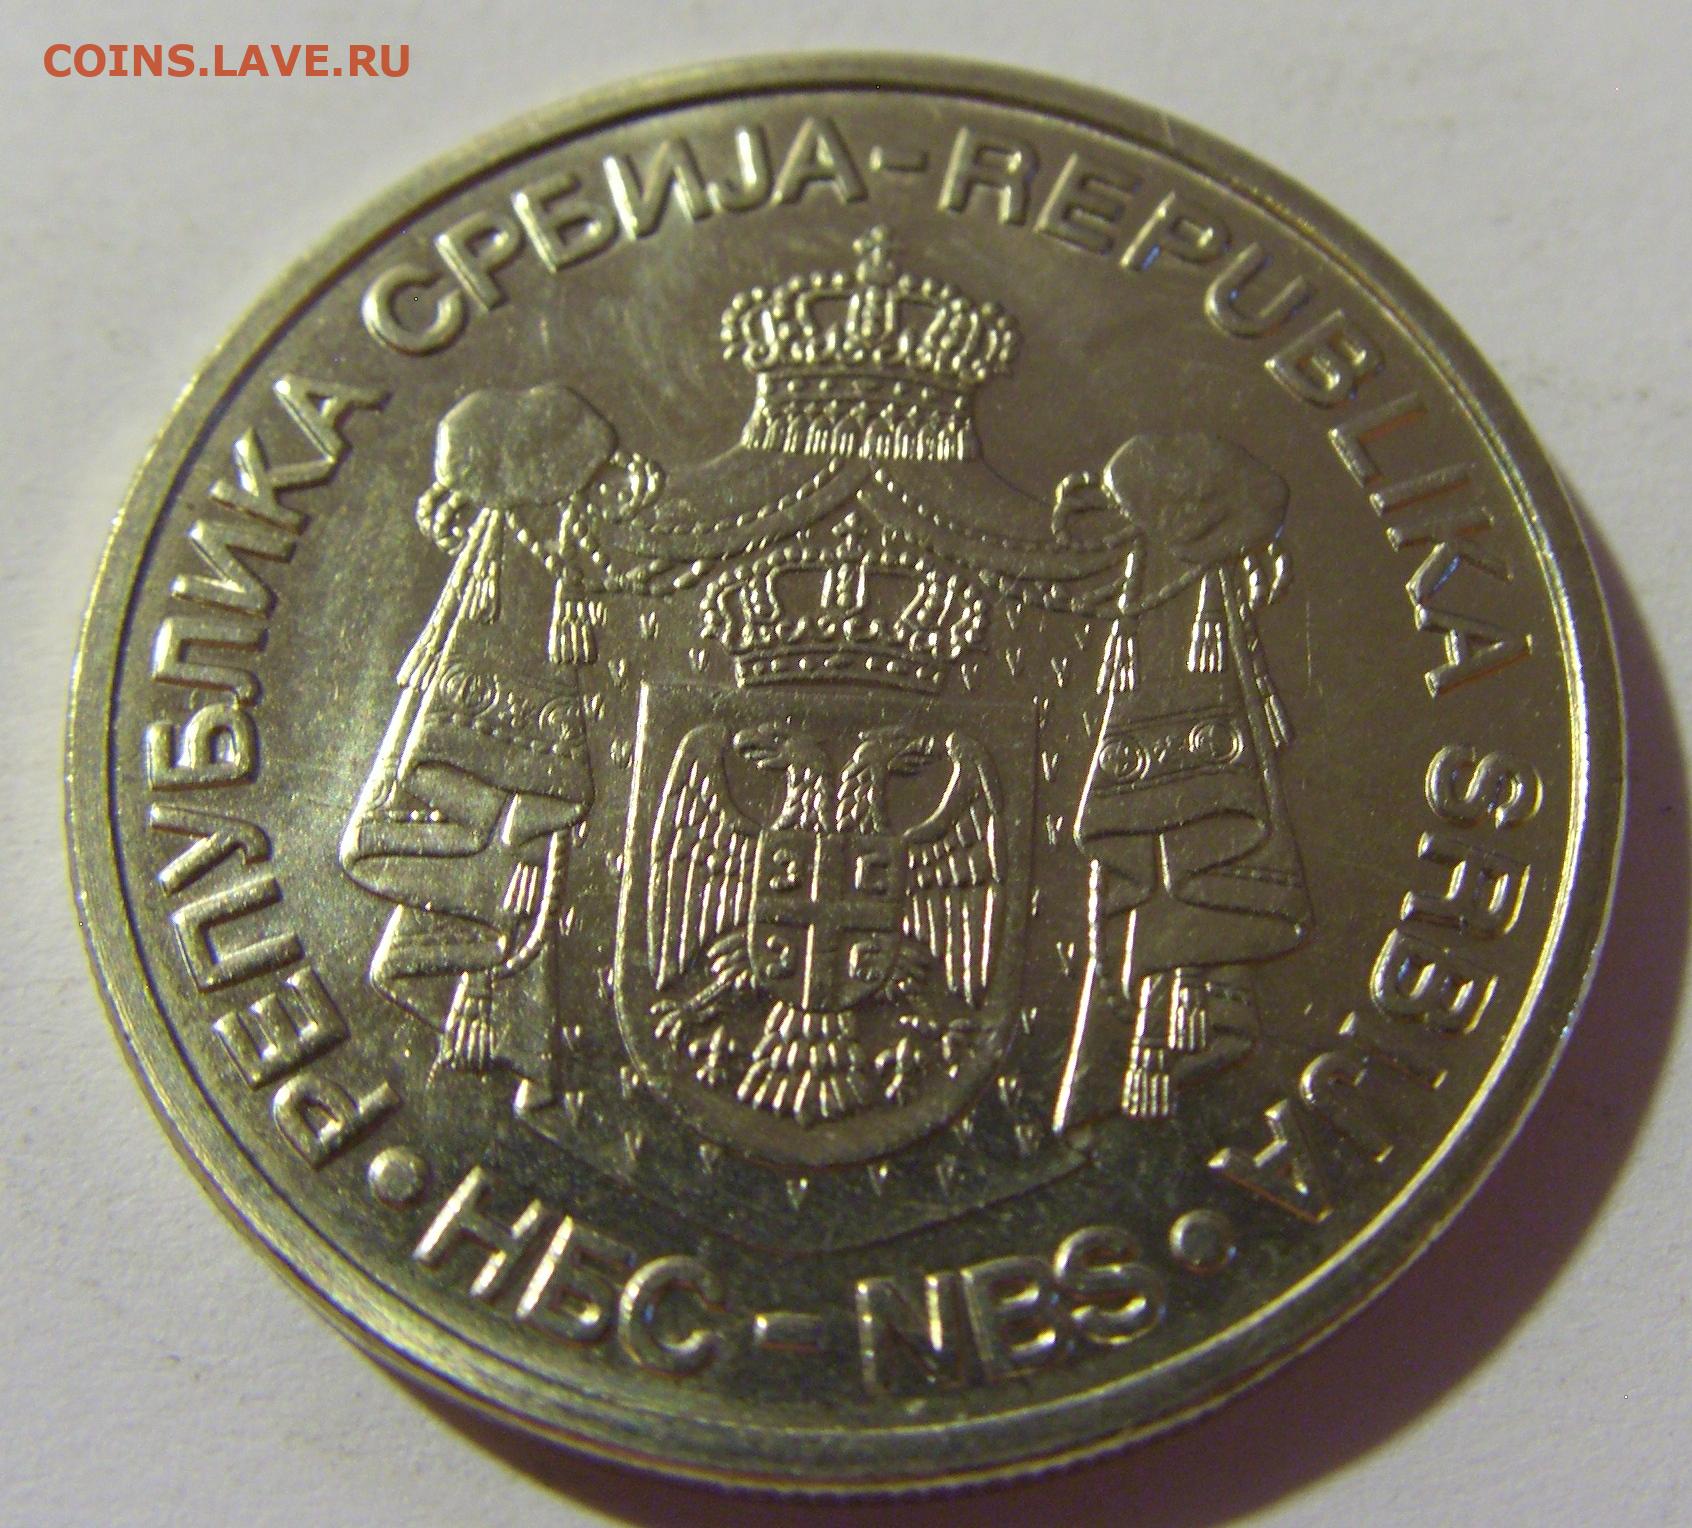 COINS.LAVE.RU
РЕПУБЛИКА СРБИЈА-REPUBLIKA SRBIJA
•НБС-NBS•